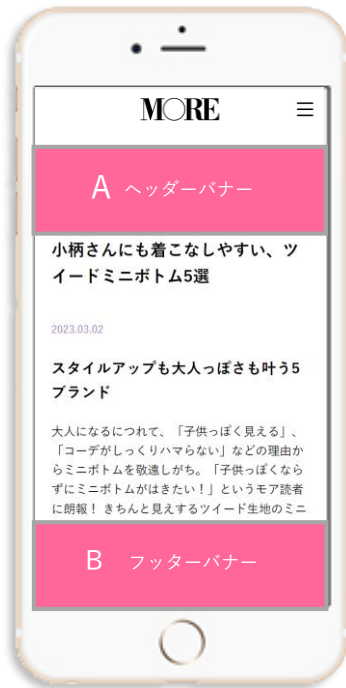 MORE
A ヘッダーバナー
小柄さんにも着こなしやすい、ツ
イードミニボトム5選
2023.03.02
スタイルアップも大人っぽさも叶う5
ブランド
大人になるにつれて、「子供っぽく見える」、
「コーデがしっくりハマらない」などの理由か
らミニボトムを敬遠しがち。「子供っぽくなら
ずにミニボトムがはきたい！」というモア読者
に朗報！ きちんと見えするツイード生地のミニ
B フッターバナー